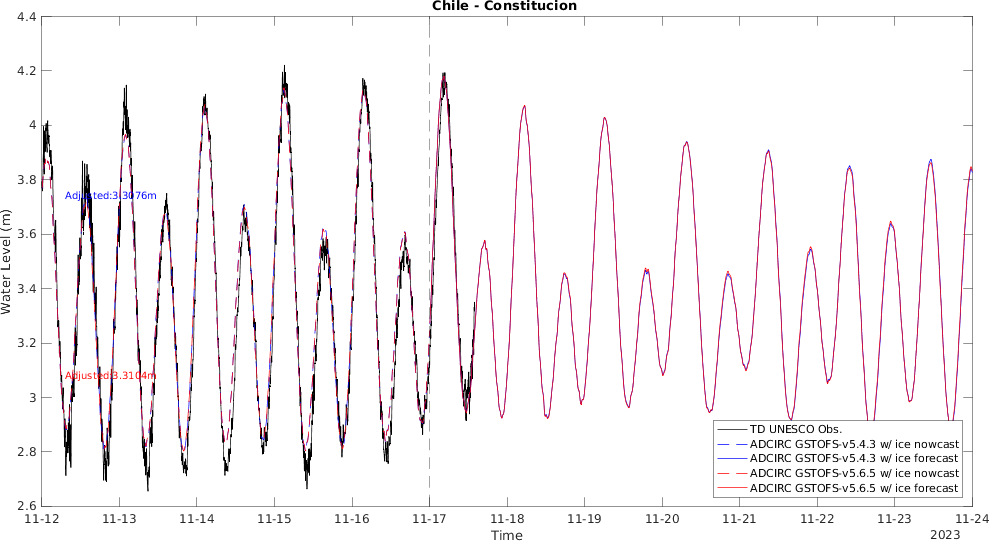 Chile - Constitucion
4.4
4.2
4
3.8
3.6
3.4
3.2
3
2.8
2.6
Water Level (m)
Adjusted:3.3076m
Adjusted:3.3104m
TD UNESCO Obs.
ADCIRC GSTOFS-v5.4.3 w/ ice nowcast
ADCIRC GSTOFS-v5.4.3 w/ ice forecast
ADCIRC GSTOFS-v5.6.5 w/ ice nowcast
ADCIRC GSTOFS-v5.6.5 w/ ice forecast
11-12 11-13 11-14 11-15 11-16 11-17 11-18 11-19 11-20 11-21 11-22 11-23 11-24
Time
2023